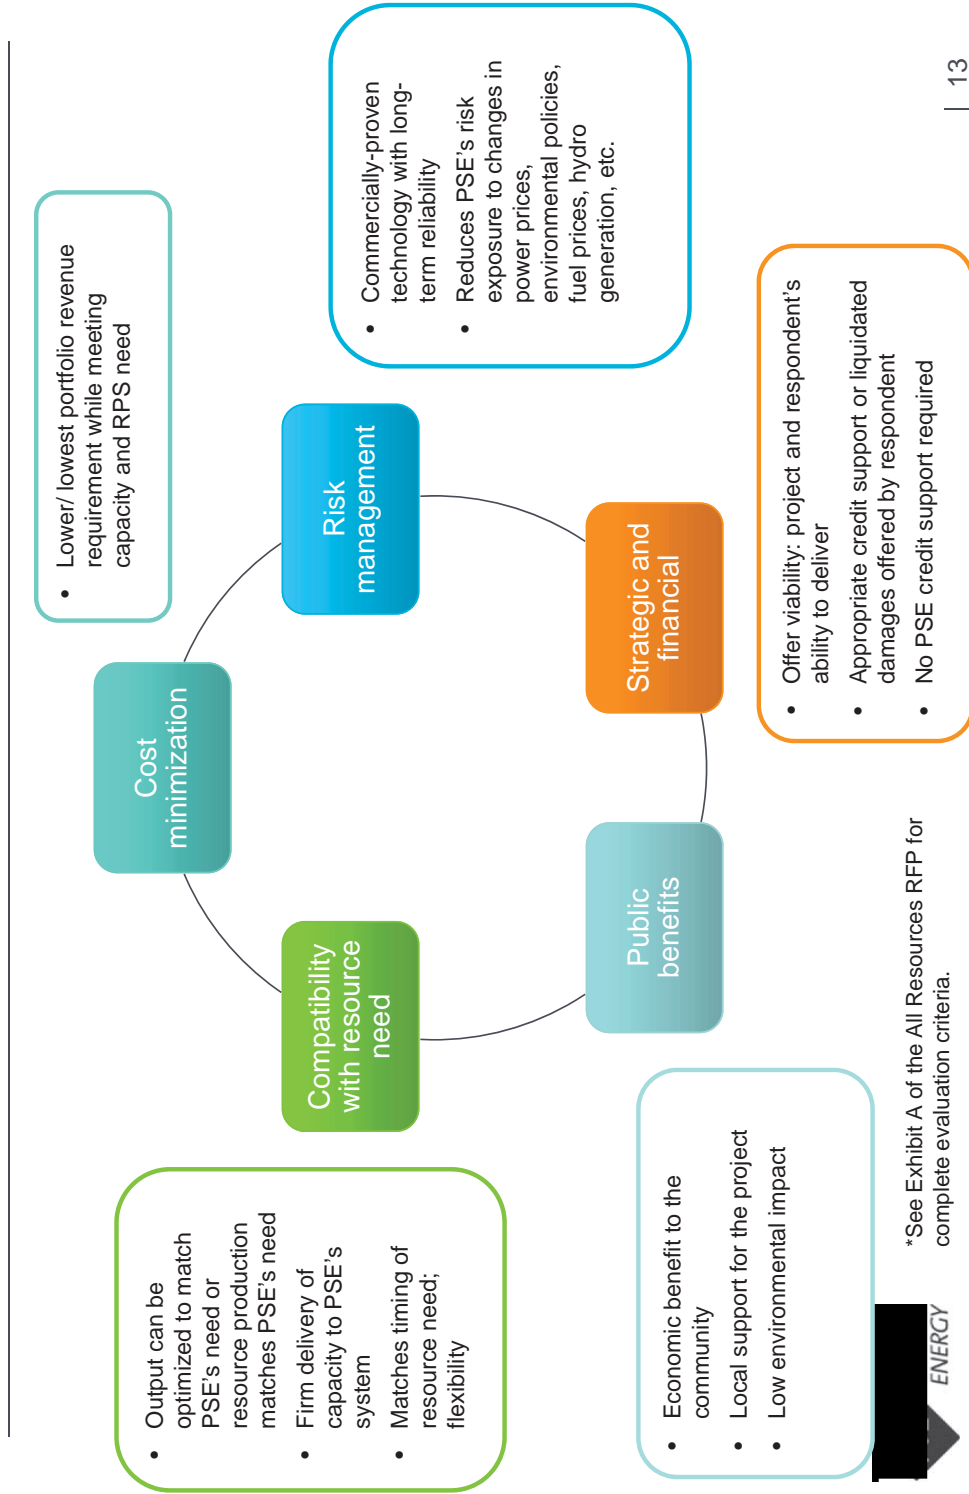 Cost
minimization
• Lower/ lowest portfolio revenue
requirement while meeting
capacity and RPS need
Compatibility
with resource
need
• Output can be
optimized to match
PSE's need or
resource production
matches PSE's need
• Firm delivery of
capacity to PSE's
system
• Matches timing of
resource need;
flexibility
Risk
management
• Commercially-proven
technology with long-
term reliability
• Reduces PSE's risk
exposure to changes in
power prices,
environmental policies,
fuel prices, hydro
generation, etc.
Public
benefits
• Economic benefit to the
community
• Local support for the project
• Low environmental impact
Strategic and
financial
• Offer viability: project and respondent's
ability to deliver
• Appropriate credit support or liquidated
damages offered by respondent
• No PSE credit support required
*See Exhibit A of the All Resources RFP for
complete evaluation criteria.
ENERGY
| 13